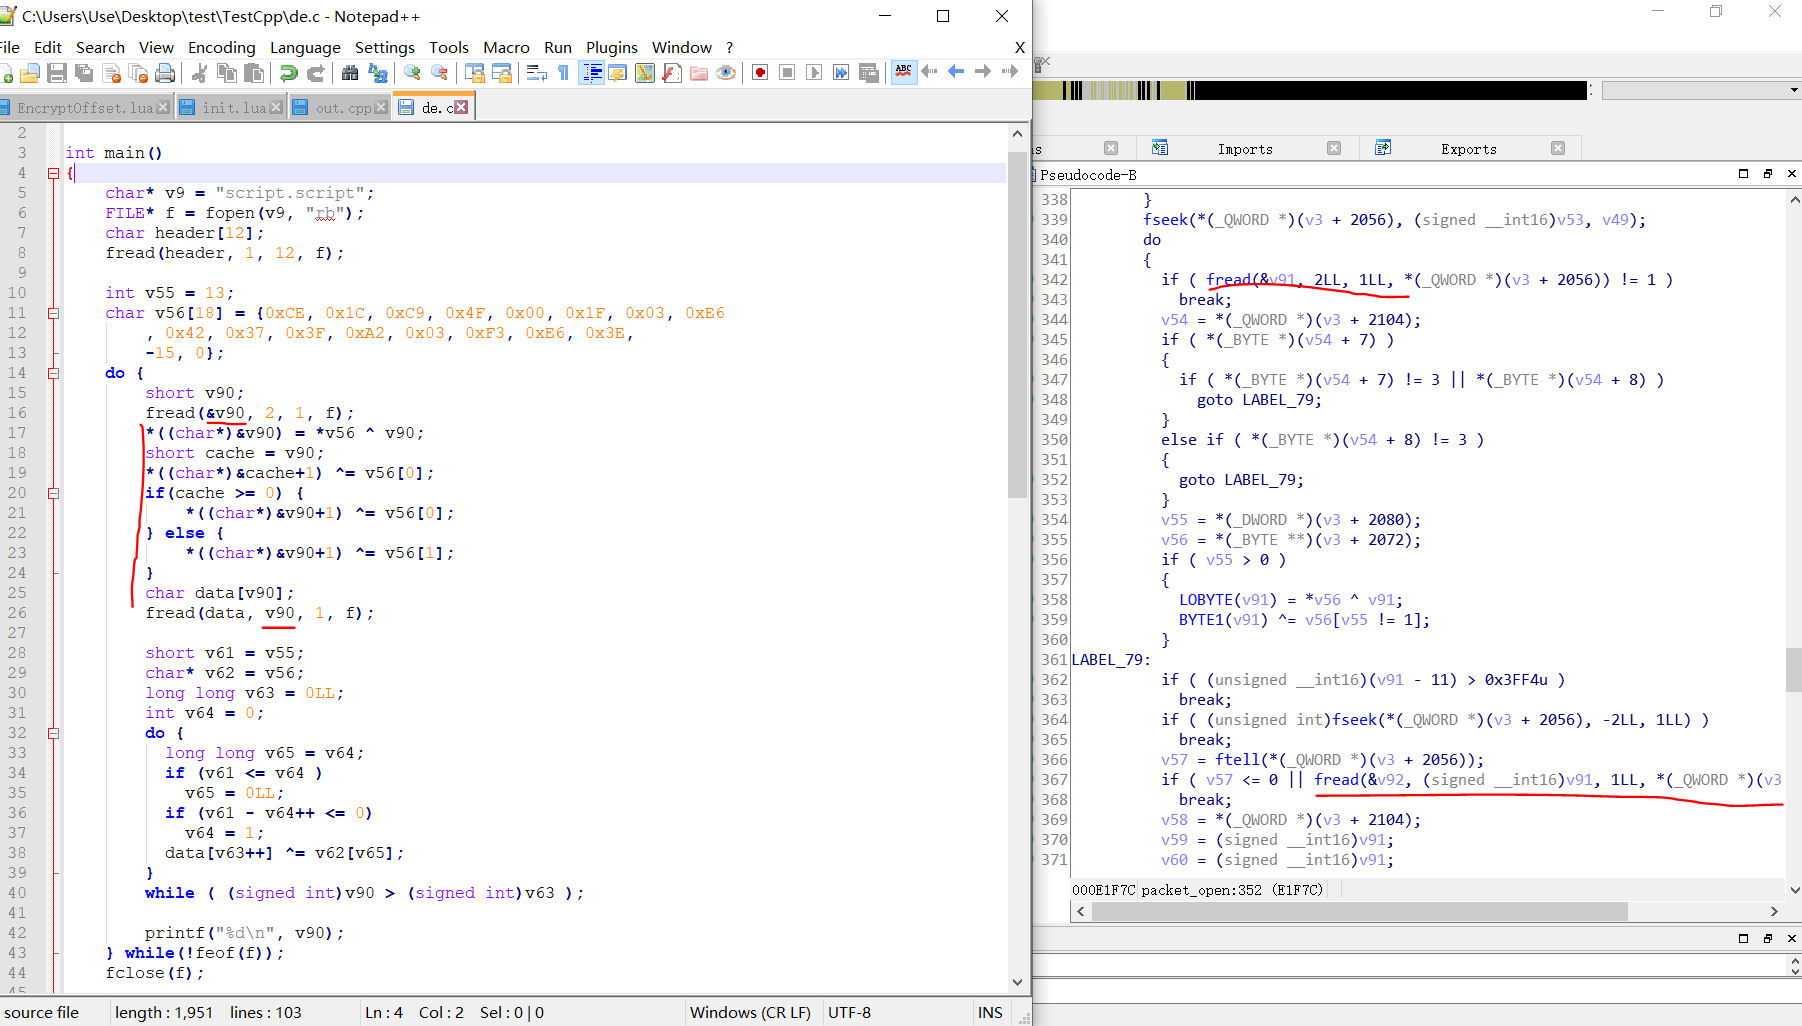 C:\Users\Use\Desktop\test\TestCpp\de.c - Notepad++
File Edit Search View Encoding Language Settings Tools Macro Run Plugins Window ? X
EncryptOffset.lua init.lua out.cpp de.c
2
3 int main()
4 {
5 char* v9 = "script.script";
6 FILE* f = fopen(v9, "rb");
7 char header[12];
8 fread(header, 1, 12, f);
9
10 int v55 = 13;
11 char v56[18] = {0xCE, 0x1C, 0xC9, 0x4F, 0x00, 0x1F, 0x03, 0xE6
12 , 0x42, 0x37, 0x3F, 0xA2, 0x03, 0xF3, 0xE6, 0x3E,
13 -15, 0};
14 do {
15 short v90;
16 fread(&v90, 2, 1, f);
17 *((char*)&v90) = *v56 ^ v90;
18 short cache = v90;
19 *((char*)&cache+1) ^= v56[0];
20 if(cache >= 0) {
21 *((char*)&v90+1) ^= v56[0];
22 } else {
23 *((char*)&v90+1) ^= v56[1];
24 }
25 char data[v90];
26 fread(data, v90, 1, f);
27
28 short v61 = v55;
29 char* v62 = v56;
30 long long v63 = 0LL;
31 int v64 = 0;
32 do {
33 long long v65 = v64;
34 if (v61 <= v64 )
35 v65 = 0LL;
36 if (v61 - v64++ <= 0)
37 v64 = 1;
38 data[v63++] ^= v62[v65];
39 }
40 while ( (signed int)v90 > (signed int)v63 );
41
42 printf("%d\n", v90);
43 } while(!feof(f));
44 fclose(f);
45
source file length : 1,951 lines : 103 Ln : 4 Col : 2 Sel : 0 | 0 Windows (CR LF) UTF-8 INS
Imports Exports
Pseudocode-B
338 }
339 fseek(*(_QWORD *)(v3 + 2056), (signed __int16)v53, v49);
340 do
341 {
342 if ( fread(&v91, 2LL, 1LL, *(_QWORD *)(v3 + 2056)) != 1 )
343 break;
344 v54 = *(_QWORD *)(v3 + 2104);
345 if ( *(_BYTE *)(v54 + 7) )
346 {
347 if ( *(_BYTE *)(v54 + 7) != 3 || *(_BYTE *)(v54 + 8) )
348 goto LABEL_79;
349 }
350 else if ( *(_BYTE *)(v54 + 8) != 3 )
351 {
352 goto LABEL_79;
353 }
354 v55 = *(_DWORD *)(v3 + 2080);
355 v56 = *(_BYTE **)(v3 + 2072);
356 if ( v55 > 0 )
357 {
358 LOBYTE(v91) = *v56 ^ v91;
359 BYTE1(v91) ^= v56[v55 != 1];
360 }
361 LABEL_79:
362 if ( (unsigned __int16)(v91 - 11) > 0x3FF4u )
363 break;
364 if ( (unsigned int)fseek(*(_QWORD *)(v3 + 2056), -2LL, 1LL) )
365 break;
366 v57 = ftell(*(_QWORD *)(v3 + 2056));
367 if ( v57 <= 0 || fread(&v92, (signed __int16)v91, 1LL, *(_QWORD *)(v3
368 break;
369 v58 = *(_QWORD *)(v3 + 2104);
370 v59 = (signed __int16)v91;
371 v60 = (signed __int16)v91;
000E1F7C packet_open:352 (E1F7C)